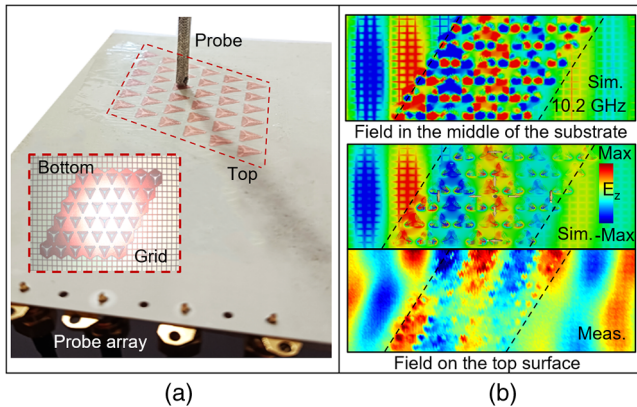 Probe
Bottom
Top
Grid
Probe array
(a)
Sim.
10.2 GHz
Field in the middle of the substrate
Max
E_z
Sim.
-Max
Meas.
Field on the top surface
(b)